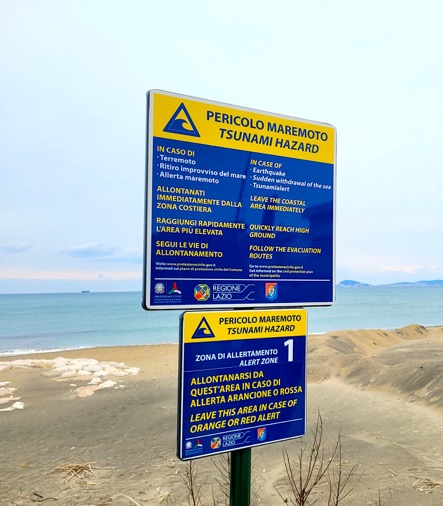 PERICOLO MAREMOTO
TSUNAMI HAZARD
IN CASO DI
· Terremoto
· Ritiro improvviso del mare
· Allerta maremoto
ALLONTANATI
IMMEDIATAMENTE DALLA
ZONA COSTIERA
RAGGIUNGI RAPIDAMENTE
L'AREA PIÙ ELEVATA
SEGUI LE VIE DI
ALLONTANAMENTO
Visita www.protezionecivile.gov.it
Informati sul piano di protezione civile del Comune
IN CASE OF
· Earthquake
· Sudden withdrawal of the sea
· Tsunamialert
LEAVE THE COASTAL
AREA IMMEDIATELY
QUICKLY REACH HIGH
GROUND
FOLLOW THE EVACUATION
ROUTES
Go to www.protezionecivile.gov.it
Get informed on the civil protection plan
of the municipality
REGIONE
LAZIO
PERICOLO MAREMOTO
TSUNAMI HAZARD
ZONA DI ALLERTAMENTO
ALERT ZONE
1
ALLONTANARSI DA
QUEST'AREA IN CASO DI
ALLERTA ARANCIONE O ROSSA
LEAVE THIS AREA IN CASE OF
ORANGE OR RED ALERT
REGIONE
LAZIO